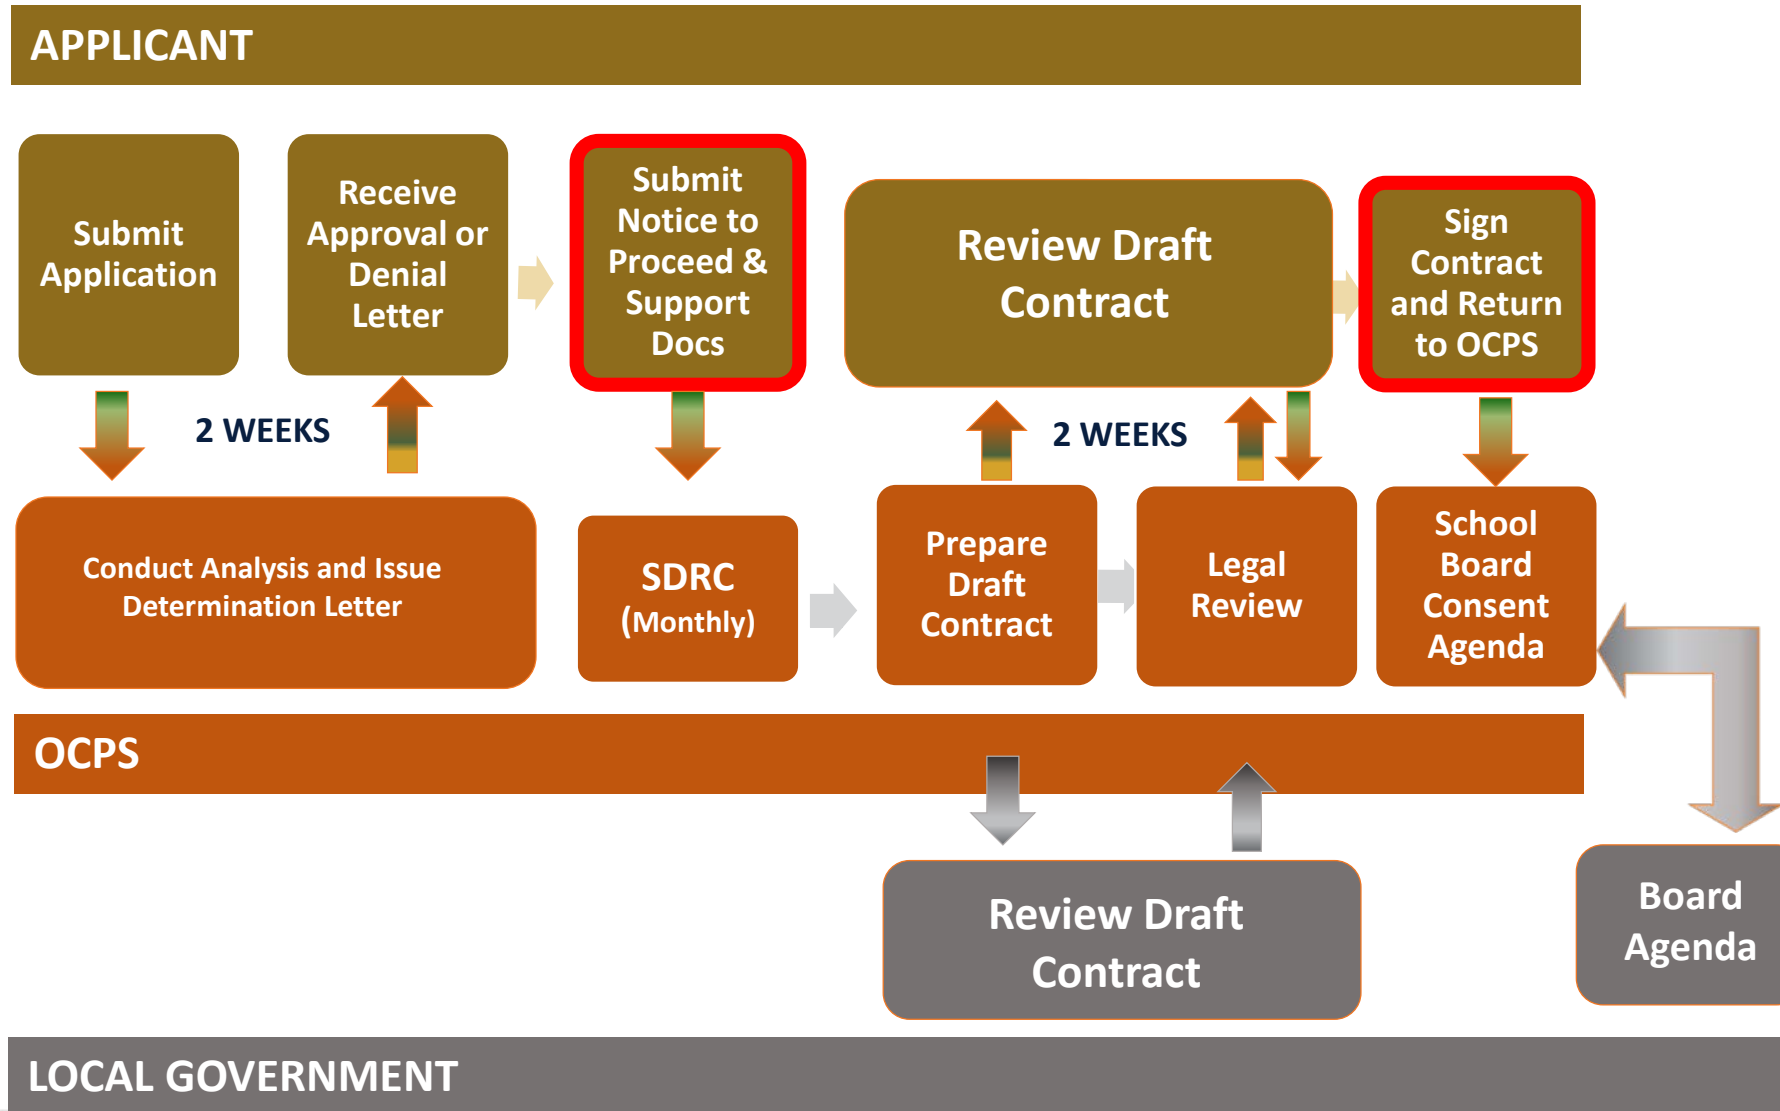 APPLICANT
Submit
Application
Receive
Approval or
Denial
Letter
Submit
Notice to
Proceed &
Support
Docs
Review Draft
Contract
Sign
Contract
and Return
to OCPS
2 WEEKS
2 WEEKS
Conduct Analysis and Issue
Determination Letter
SDRC
(Monthly)
Prepare
Draft
Contract
Legal
Review
School
Board
Consent
Agenda
OCPS
Review Draft
Contract
Board
Agenda
LOCAL GOVERNMENT